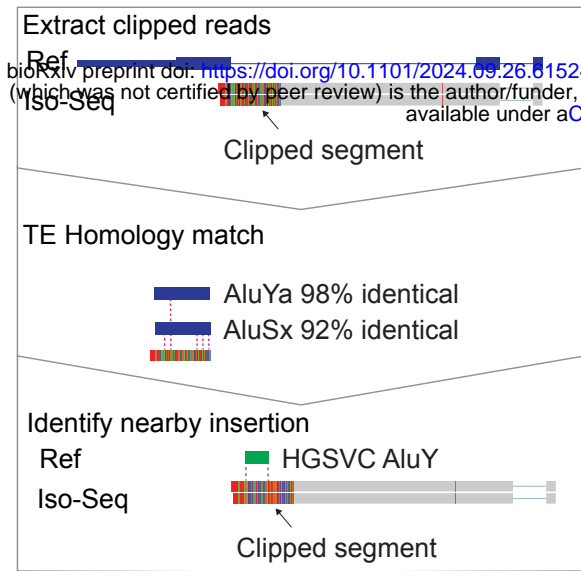 Extract clipped reads
Ref
bioRxiv preprint doi: https://doi.org/10.1101/2024.09.26.6152
(which was not certified by peer review) is the author/funder,
Iso-Seq
available under aC
Clipped segment
TE Homology match
AluYa 98% identical
AluSx 92% identical
Identify nearby insertion
Ref HGSVC AluY
Iso-Seq
Clipped segment